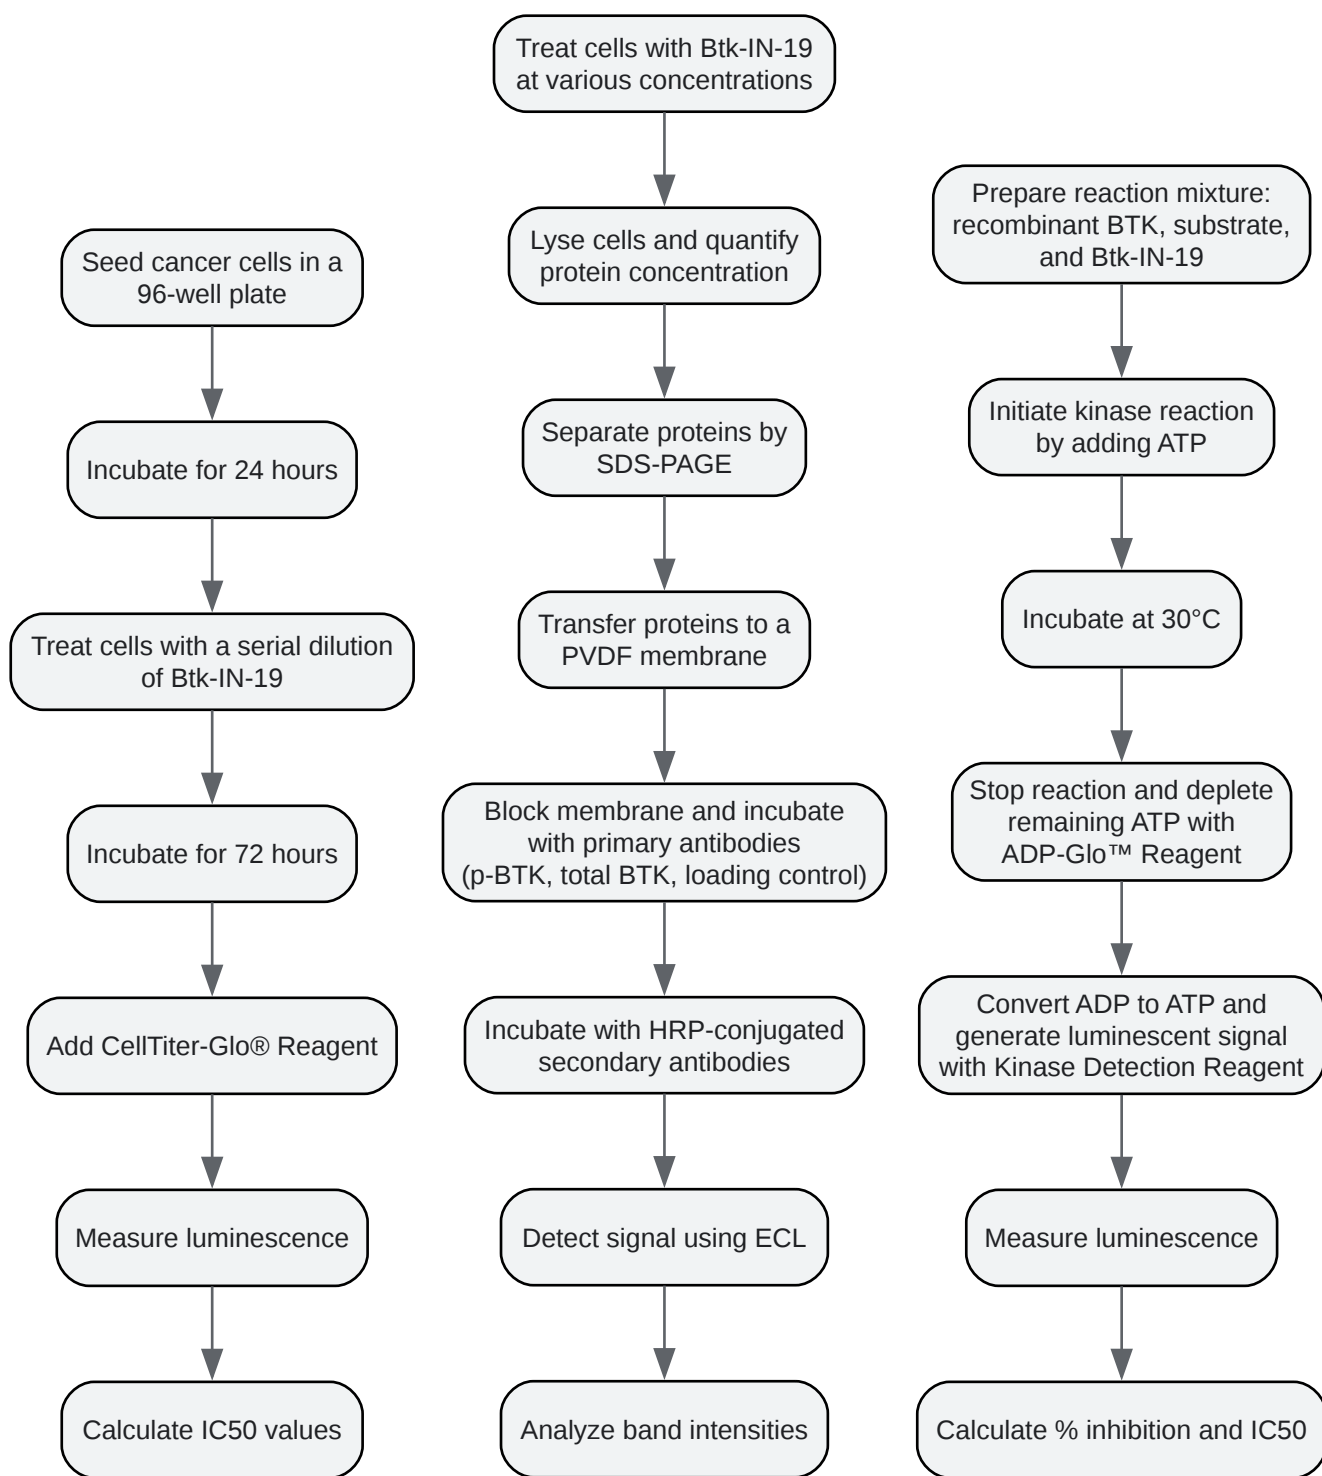 Seed cancer cells in a
96-well plate
Incubate for 24 hours
Treat cells with a serial dilution
of Btk-IN-19
Incubate for 72 hours
Add CellTiter-Glo® Reagent
Measure luminescence
Calculate IC50 values
Treat cells with Btk-IN-19
at various concentrations
Lyse cells and quantify
protein concentration
Separate proteins by
SDS-PAGE
Transfer proteins to a
PVDF membrane
Block membrane and incubate
with primary antibodies
(p-BTK, total BTK, loading control)
Incubate with HRP-conjugated
secondary antibodies
Detect signal using ECL
Analyze band intensities
Prepare reaction mixture:
recombinant BTK, substrate,
and Btk-IN-19
Initiate kinase reaction
by adding ATP
Incubate at 30°C
Stop reaction and deplete
remaining ATP with
ADP-Glo™ Reagent
Convert ADP to ATP and
generate luminescent signal
with Kinase Detection Reagent
Measure luminescence
Calculate % inhibition and IC50